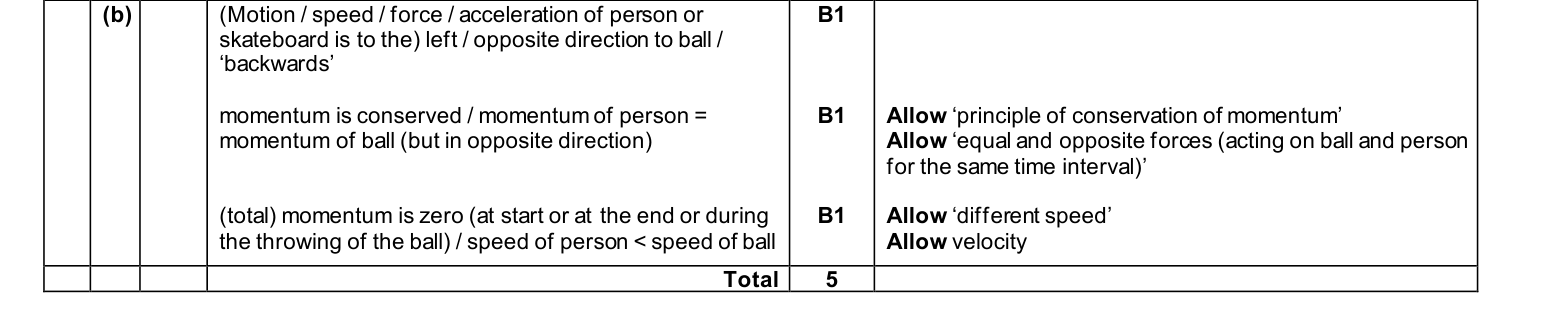 (b)
(Motion / speed / force / acceleration of person or
skateboard is to the) left / opposite direction to ball /
‘backwards’
B1
momentum is conserved / momentum of person =
momentum of ball (but in opposite direction)
B1
Allow ‘principle of conservation of momentum’
Allow ‘equal and opposite forces (acting on ball and person
for the same time interval)’
(total) momentum is zero (at start or at the end or during
the throwing of the ball) / speed of person < speed of ball
B1
Allow ‘different speed’
Allow velocity
Total
5